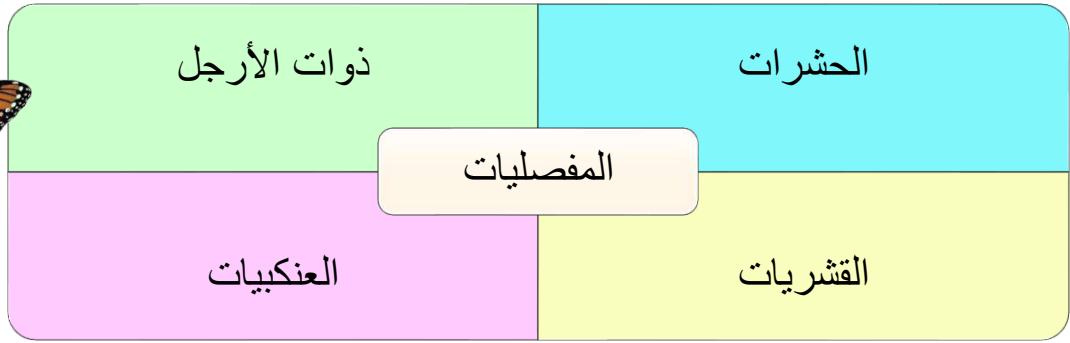 الحشرات
ذوات الأرجل
المفصليات
القشريات
العنكبيات